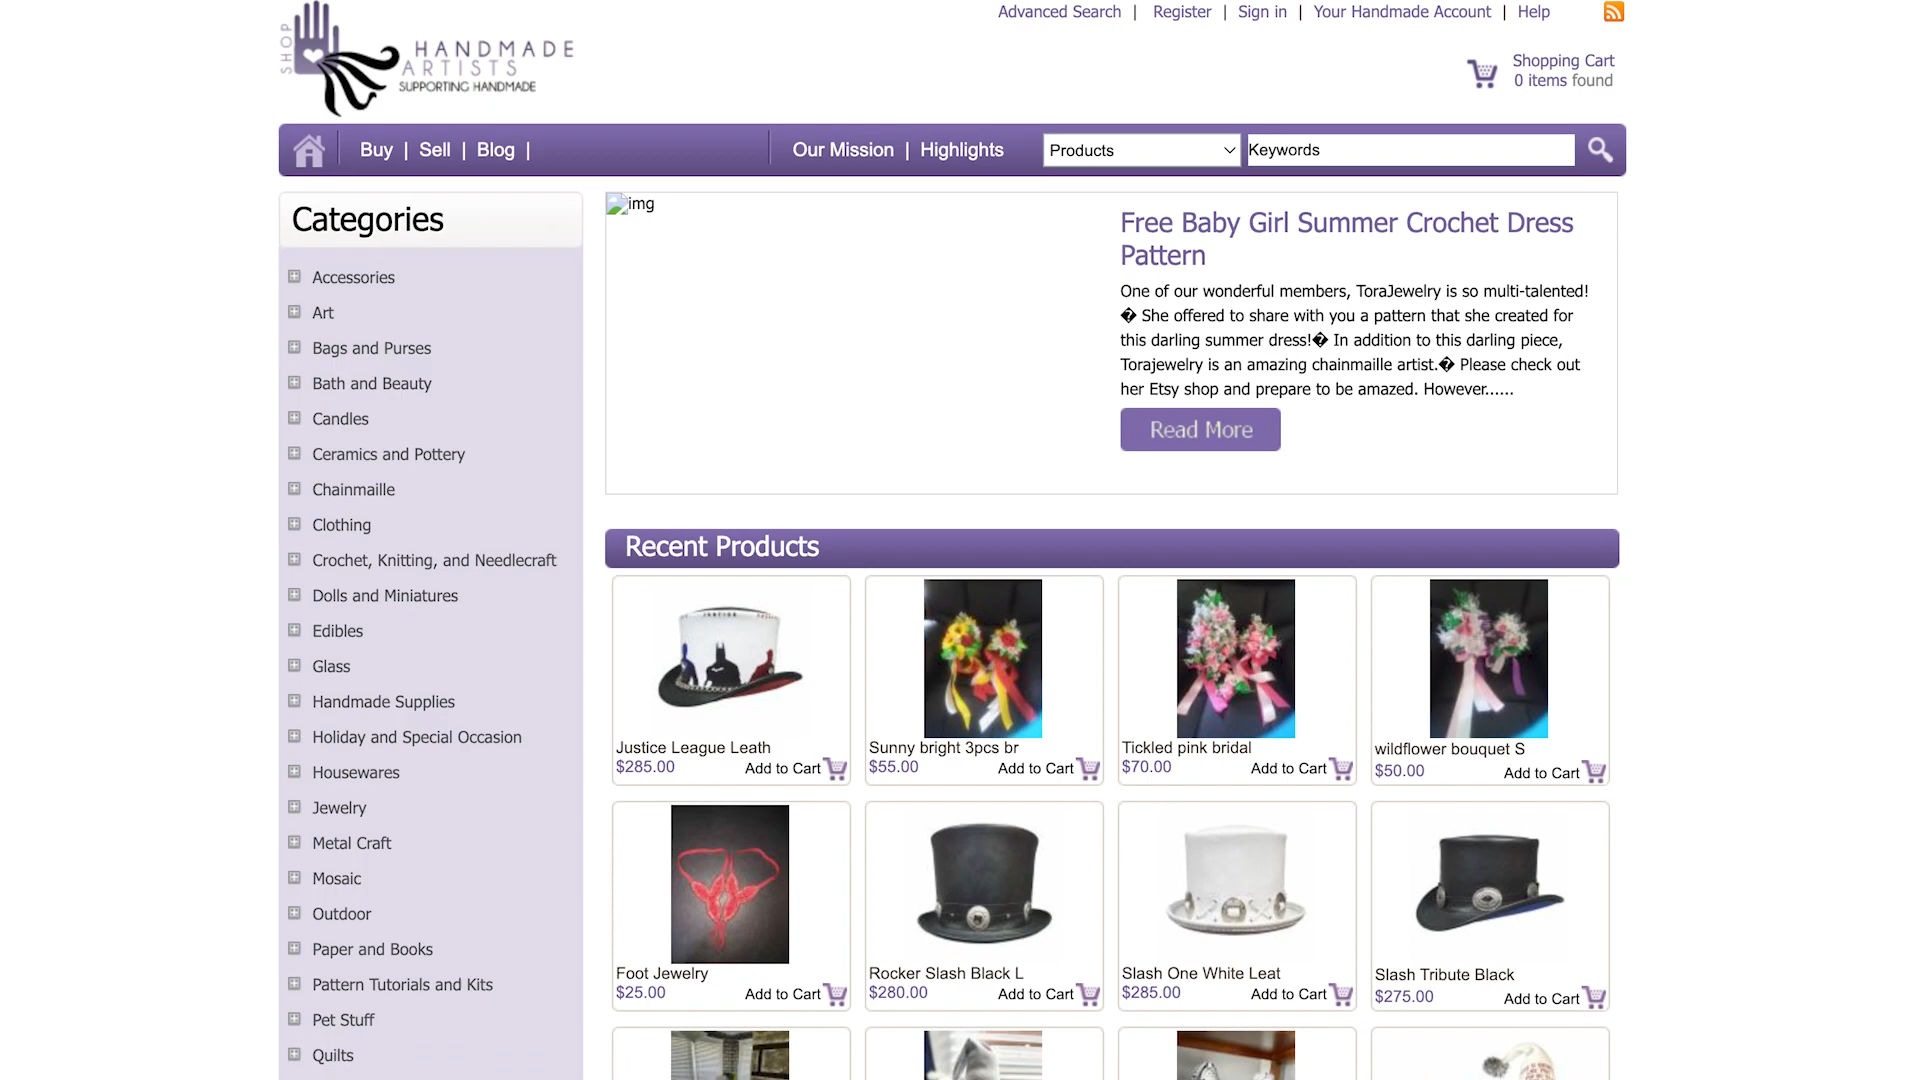 Advanced Search | Register | Sign in | Your Handmade Account | Help
SHOP
HANDMADE
ARTISTS
SUPPORTING HANDMADE
Shopping Cart
0 items found
Buy | Sell | Blog |
Our Mission | Highlights
Products
Keywords
Categories
Accessories
Art
Bags and Purses
Bath and Beauty
Candles
Ceramics and Pottery
Chainmaille
Clothing
Crochet, Knitting, and Needlecraft
Dolls and Miniatures
Edibles
Glass
Handmade Supplies
Holiday and Special Occasion
Housewares
Jewelry
Metal Craft
Mosaic
Outdoor
Paper and Books
Pattern Tutorials and Kits
Pet Stuff
Quilts
img
Free Baby Girl Summer Crochet Dress
Pattern
One of our wonderful members, ToraJewelry is so multi-talented!
� She offered to share with you a pattern that she created for
this darling summer dress!� In addition to this darling piece,
Torajewelry is an amazing chainmaille artist.� Please check out
her Etsy shop and prepare to be amazed. However......
Read More
Recent Products
JUSTICE
Justice League Leath
$285.00
Add to Cart
Sunny bright 3pcs br
$55.00
Add to Cart
Tickled pink bridal
$70.00
Add to Cart
wildflower bouquet S
$50.00
Add to Cart
Foot Jewelry
$25.00
Add to Cart
Rocker Slash Black L
$280.00
Add to Cart
Slash One White Leat
$285.00
Add to Cart
Slash Tribute Black
$275.00
Add to Cart